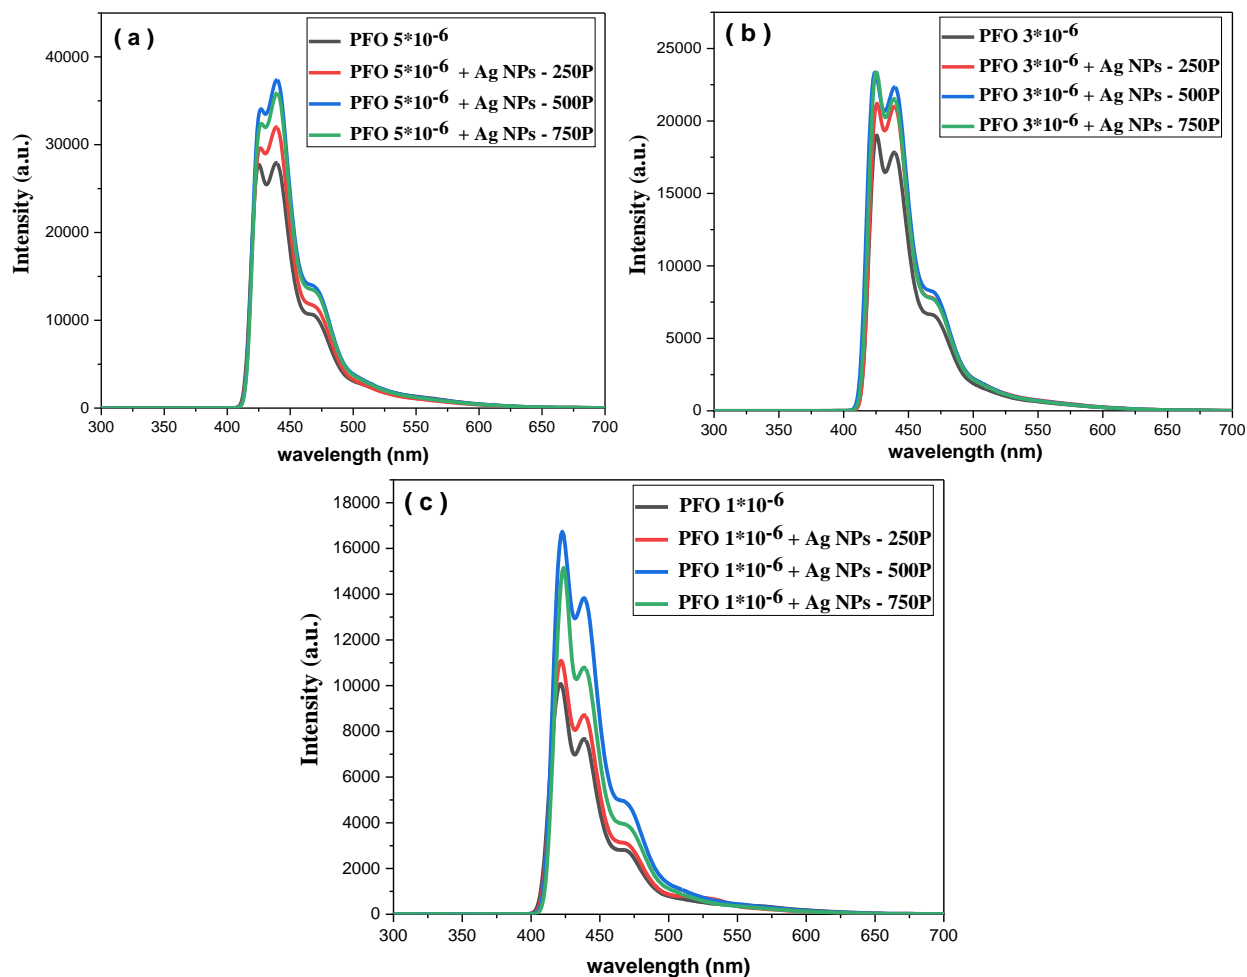 ( a )
PFO 5*10-6
PFO 5*10-6 + Ag NPs - 250P
PFO 5*10-6 + Ag NPs - 500P
PFO 5*10-6 + Ag NPs - 750P
40000
30000
20000
10000
0
Intensity (a.u.)
300 350 400 450 500 550 600 650 700
wavelength (nm)
( b )
PFO 3*10-6
PFO 3*10-6 + Ag NPs - 250P
PFO 3*10-6 + Ag NPs - 500P
PFO 3*10-6 + Ag NPs - 750P
25000
22500
20000
17500
15000
12500
10000
7500
5000
2500
0
Intensity (a.u.)
300 350 400 450 500 550 600 650 700
wavelength (nm)
( c )
PFO 1*10-6
PFO 1*10-6 + Ag NPs - 250P
PFO 1*10-6 + Ag NPs - 500P
PFO 1*10-6 + Ag NPs - 750P
18000
16000
14000
12000
10000
8000
6000
4000
2000
0
Intensity (a.u.)
300 350 400 450 500 550 600 650 700
wavelength (nm)